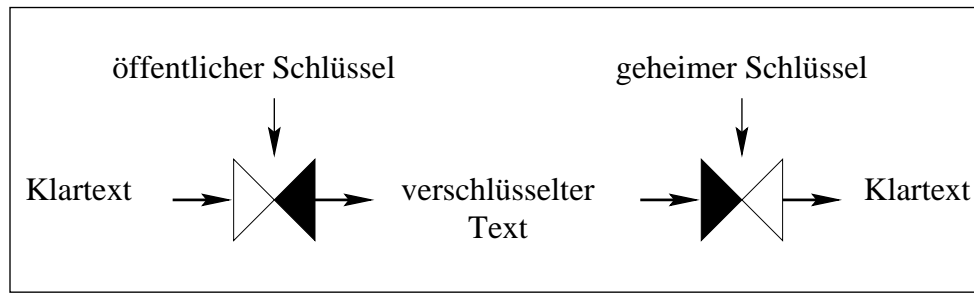 öffentlicher Schlüssel
geheimer Schlüssel
Klartext
verschlüsselter
Text
Klartext